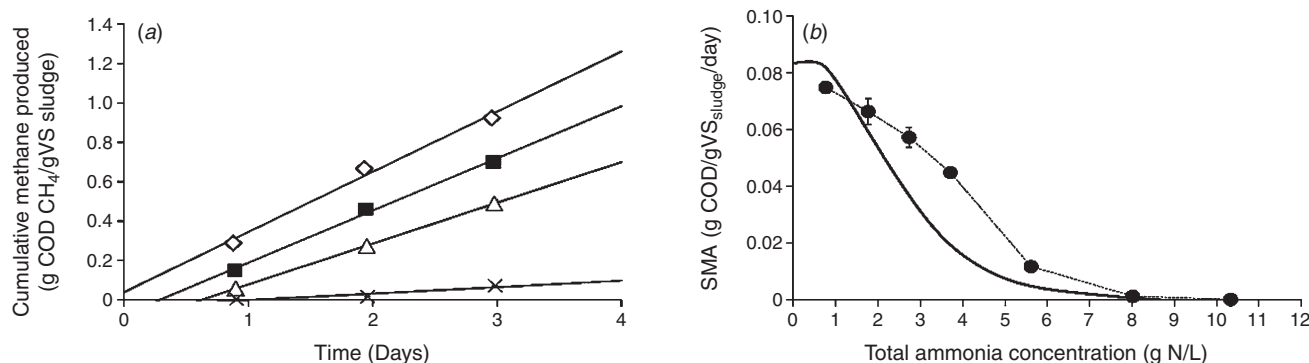 (a)
Cumulative methane produced
(g COD CH₄/gVS sludge)
1.4
1.2
1.0
0.8
0.6
0.4
0.2
0
0 1 2 3 4
Time (Days)
(b)
SMA (g COD/gVS_sludge/day)
0.10
0.08
0.06
0.04
0.02
0
0 1 2 3 4 5 6 7 8 9 10 11 12
Total ammonia concentration (g N/L)